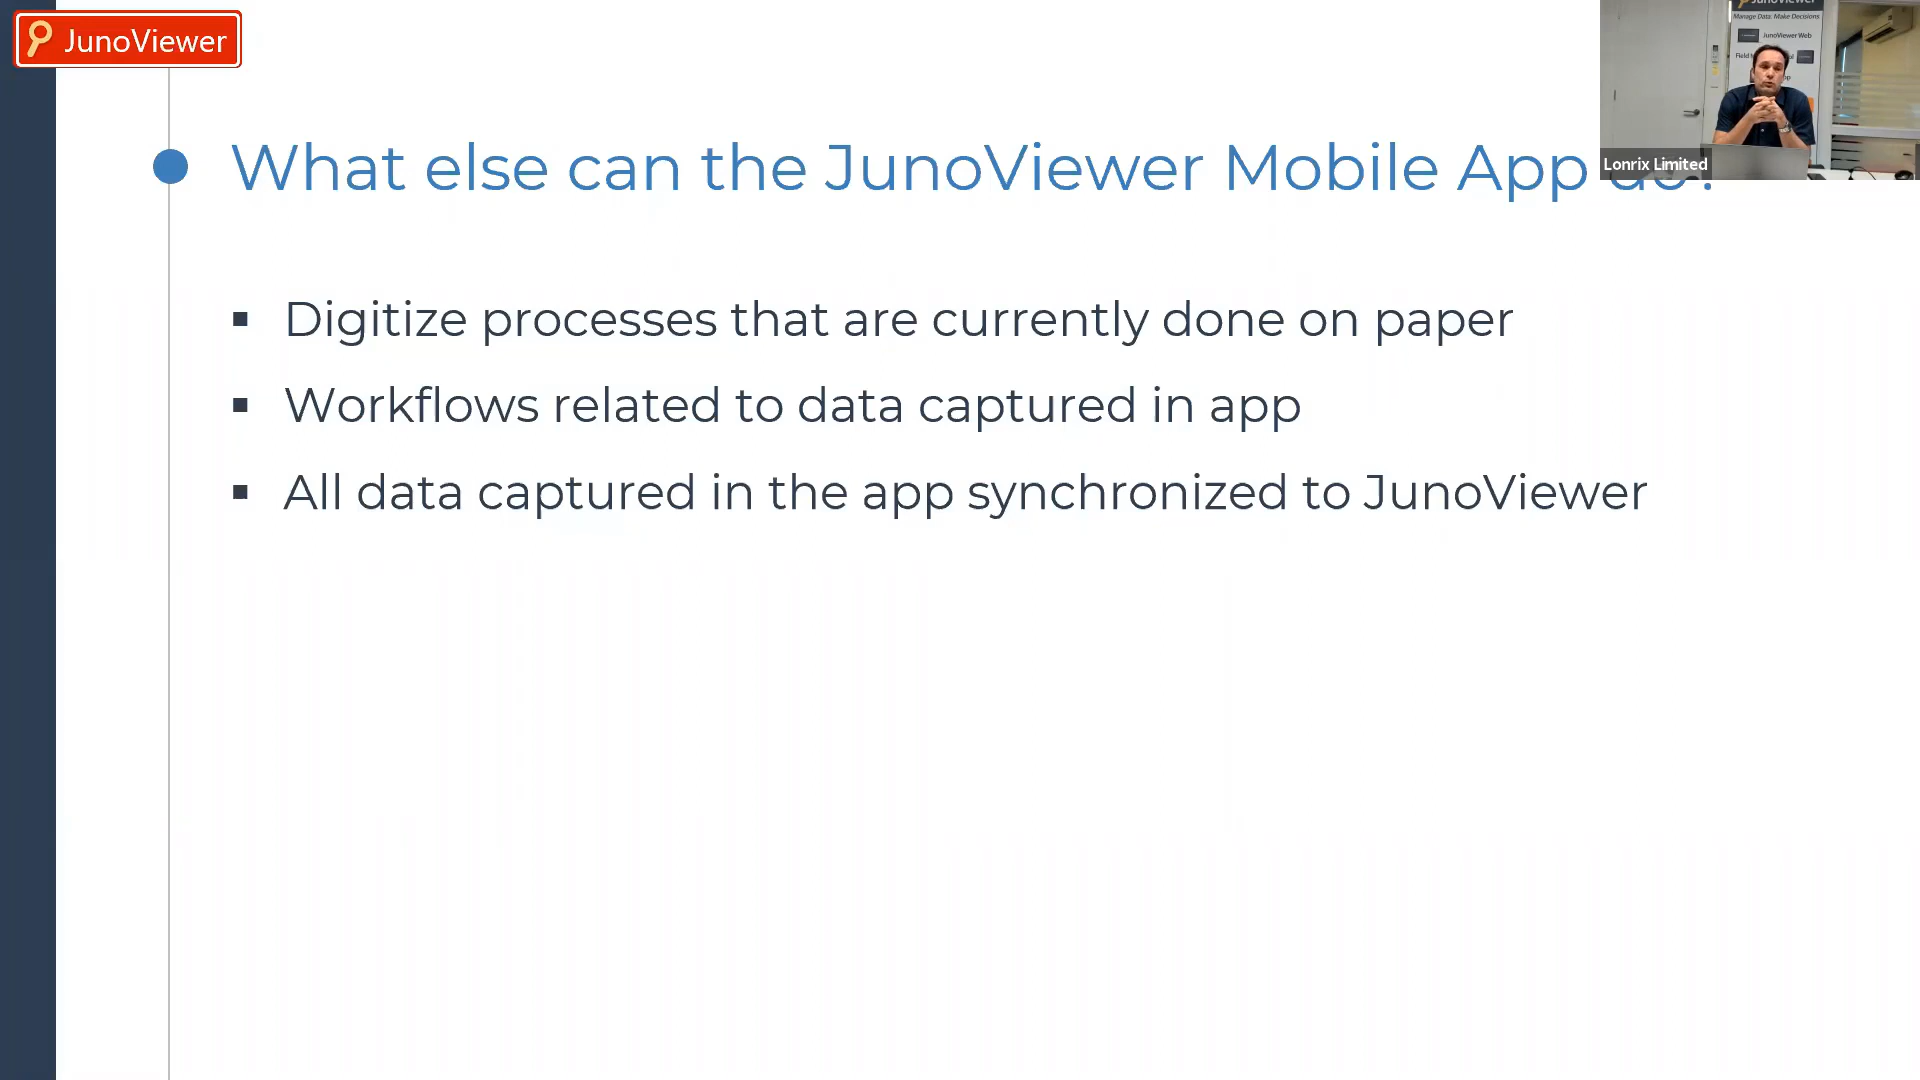 JunoViewer
JunoViewer
Manage Data: Make Decisions
JunoViewer Web
Lonrix Limited
What else can the JunoViewer Mobile App do?
▪ Digitize processes that are currently done on paper
▪ Workflows related to data captured in app
▪ All data captured in the app synchronized to JunoViewer